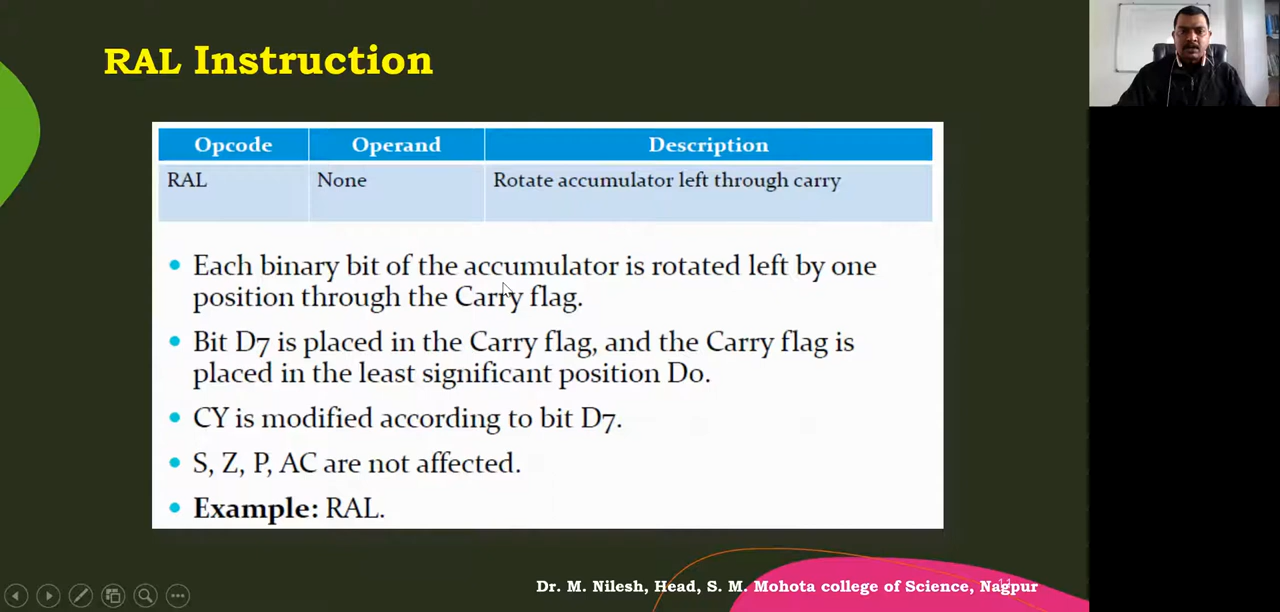 RAL Instruction
Opcode Operand Description
RAL None Rotate accumulator left through carry
Each binary bit of the accumulator is rotated left by one
position through the Carry flag.
Bit D7 is placed in the Carry flag, and the Carry flag is
placed in the least significant position D0.
CY is modified according to bit D7.
S, Z, P, AC are not affected.
Example: RAL.
Dr. M. Nilesh, Head, S. M. Mohota college of Science, Nagpur